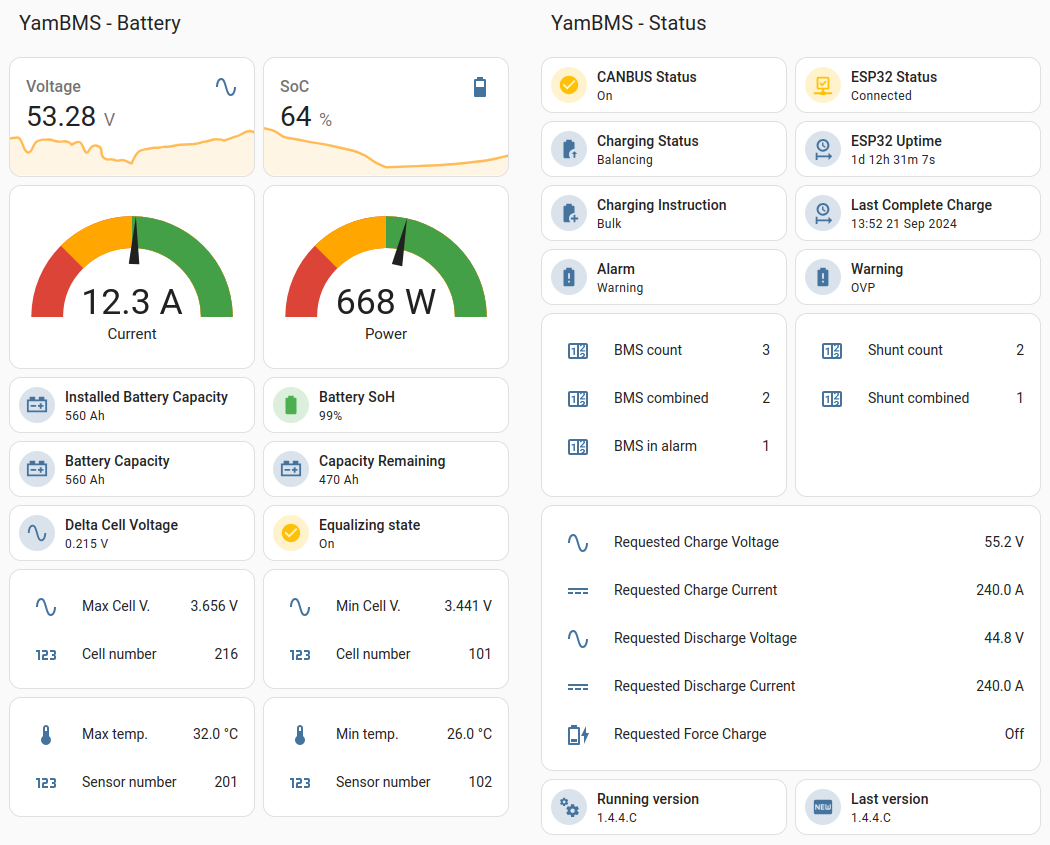 YamBMS - Battery
Voltage
53.28 V
SoC
64 %
12.3 A
Current
668 W
Power
Installed Battery Capacity
560 Ah
Battery SoH
99%
Battery Capacity
560 Ah
Capacity Remaining
470 Ah
Delta Cell Voltage
0.215 V
Equalizing state
On
Max Cell V. 3.656 V
123 Cell number 216
Min Cell V. 3.441 V
123 Cell number 101
Max temp. 32.0 °C
123 Sensor number 201
Min temp. 26.0 °C
123 Sensor number 102
YamBMS - Status
CANBUS Status
On
ESP32 Status
Connected
Charging Status
Balancing
ESP32 Uptime
1d 12h 31m 7s
Charging Instruction
Bulk
Last Complete Charge
13:52 21 Sep 2024
Alarm
Warning
Warning
OVP
BMS count 3
BMS combined 2
BMS in alarm 1
Shunt count 2
Shunt combined 1
Requested Charge Voltage 55.2 V
Requested Charge Current 240.0 A
Requested Discharge Voltage 44.8 V
Requested Discharge Current 240.0 A
Requested Force Charge Off
Running version
1.4.4.C
NEW
Last version
1.4.4.C